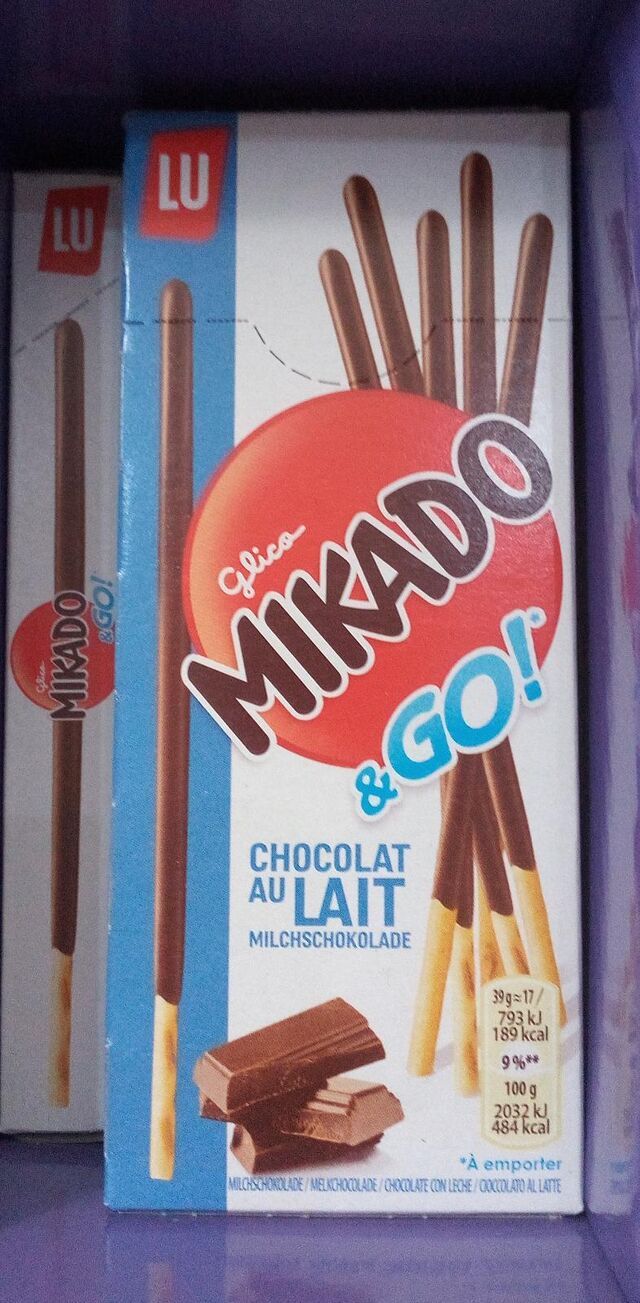 LU
Glico
MIKADO
&GO!*
CHOCOLAT
AU LAIT
MILCHSCHOKOLADE
39g≈17/
793 kJ
189 kcal
9%**
100 g
2032 kJ
484 kcal
*À emporter
MILCHSCHOKOLADE / MELKCHOCOLADE / CHOCOLATE CON LECHE / CIOCCOLATO AL LATTE
LU
Glico
MIKADO
&GO!